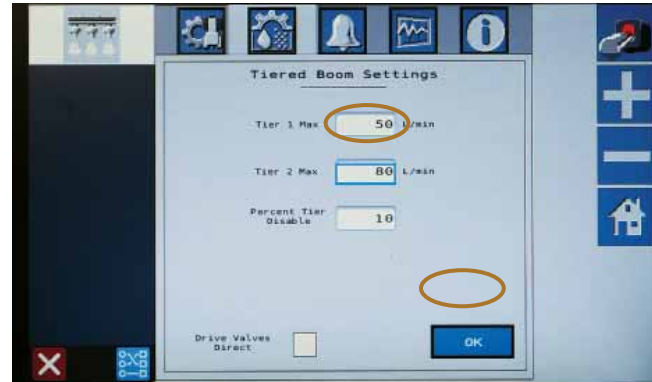 Tiered Boom Settings
Tier 1 Max 50 L/min
Tier 2 Max 80 L/min
Percent Tier
Disable 10
Drive Valves
Direct
OK